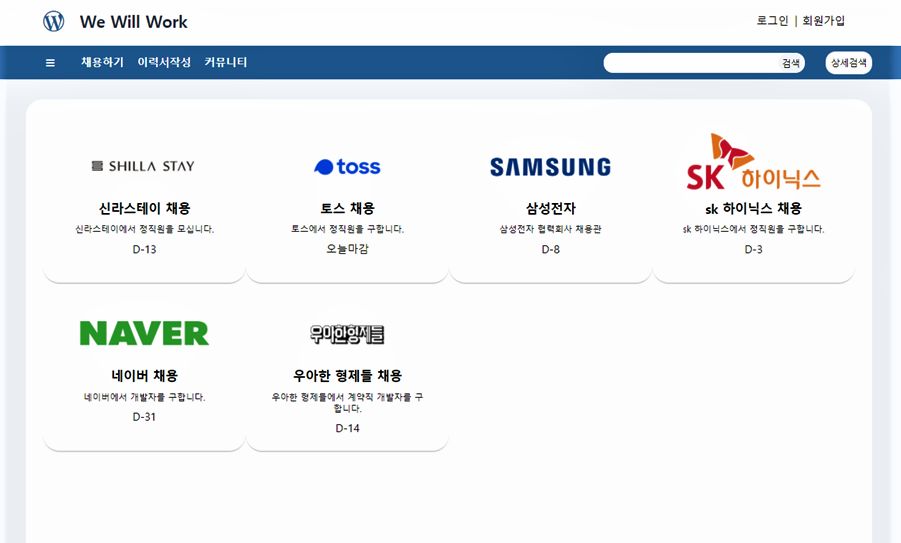 We Will Work
로그인 | 회원가입
≡ 채용하기 이력서작성 커뮤니티 검색 상세검색
SHILLA STAY
toss
SAMSUNG
SK 하이닉스
신라스테이 채용
신라스테이에서 정직원을 모십니다.
D-13
토스 채용
토스에서 정직원을 구합니다.
오늘마감
삼성전자
삼성전자 협력회사 채용관
D-8
sk 하이닉스 채용
sk 하이닉스에서 정직원을 구합니다.
D-3
NAVER
우아한형제들
네이버 채용
네이버에서 개발자를 구합니다.
D-31
우아한 형제들 채용
우아한 형제들에서 계약직 개발자를 구
합니다.
D-14